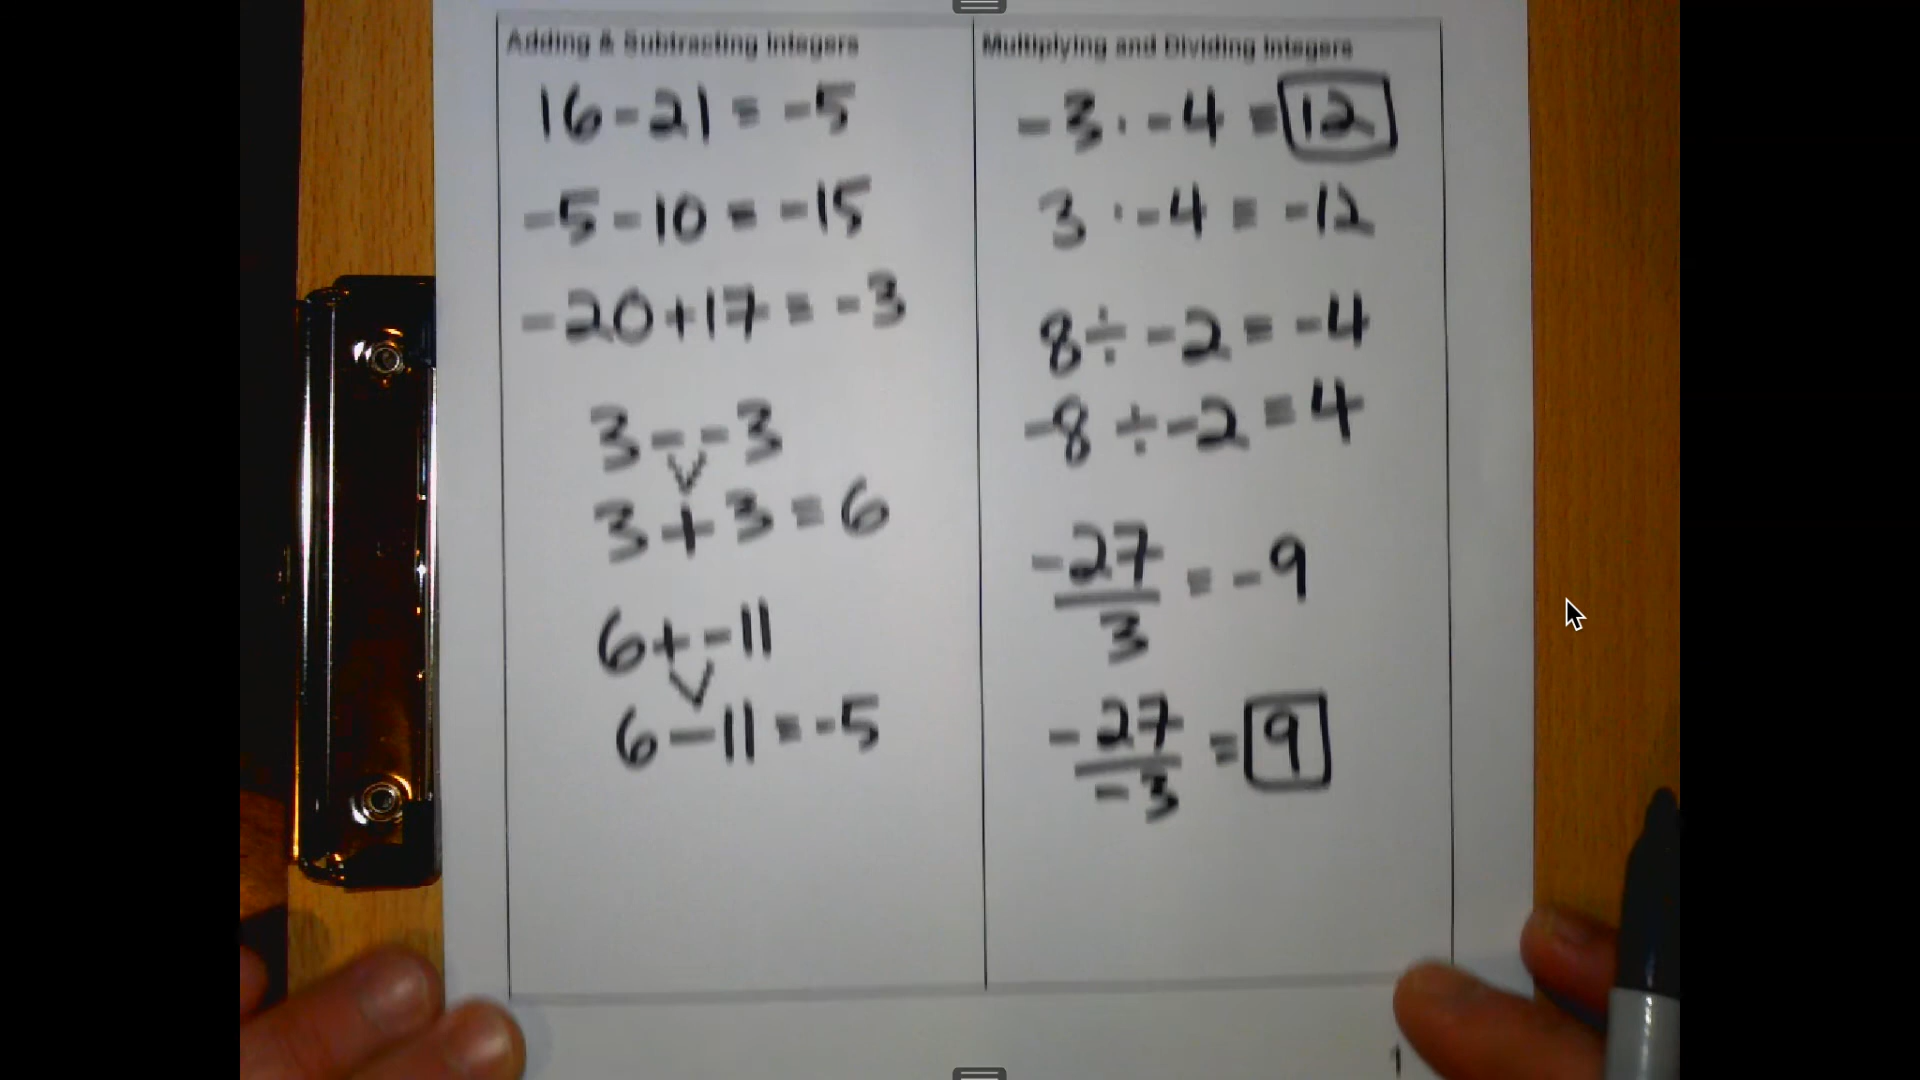 Adding & Subtracting Integers
16 - 21 = -5
-5 - 10 = -15
-20 + 17 = -3
3 - -3
3 + 3 = 6
6 + -11
6 - 11 = -5
Multiplying and Dividing Integers
-3 · -4 = 12
3 · -4 = -12
8 ÷ -2 = -4
-8 ÷ -2 = 4
-27/3 = -9
-27/-3 = 9
1